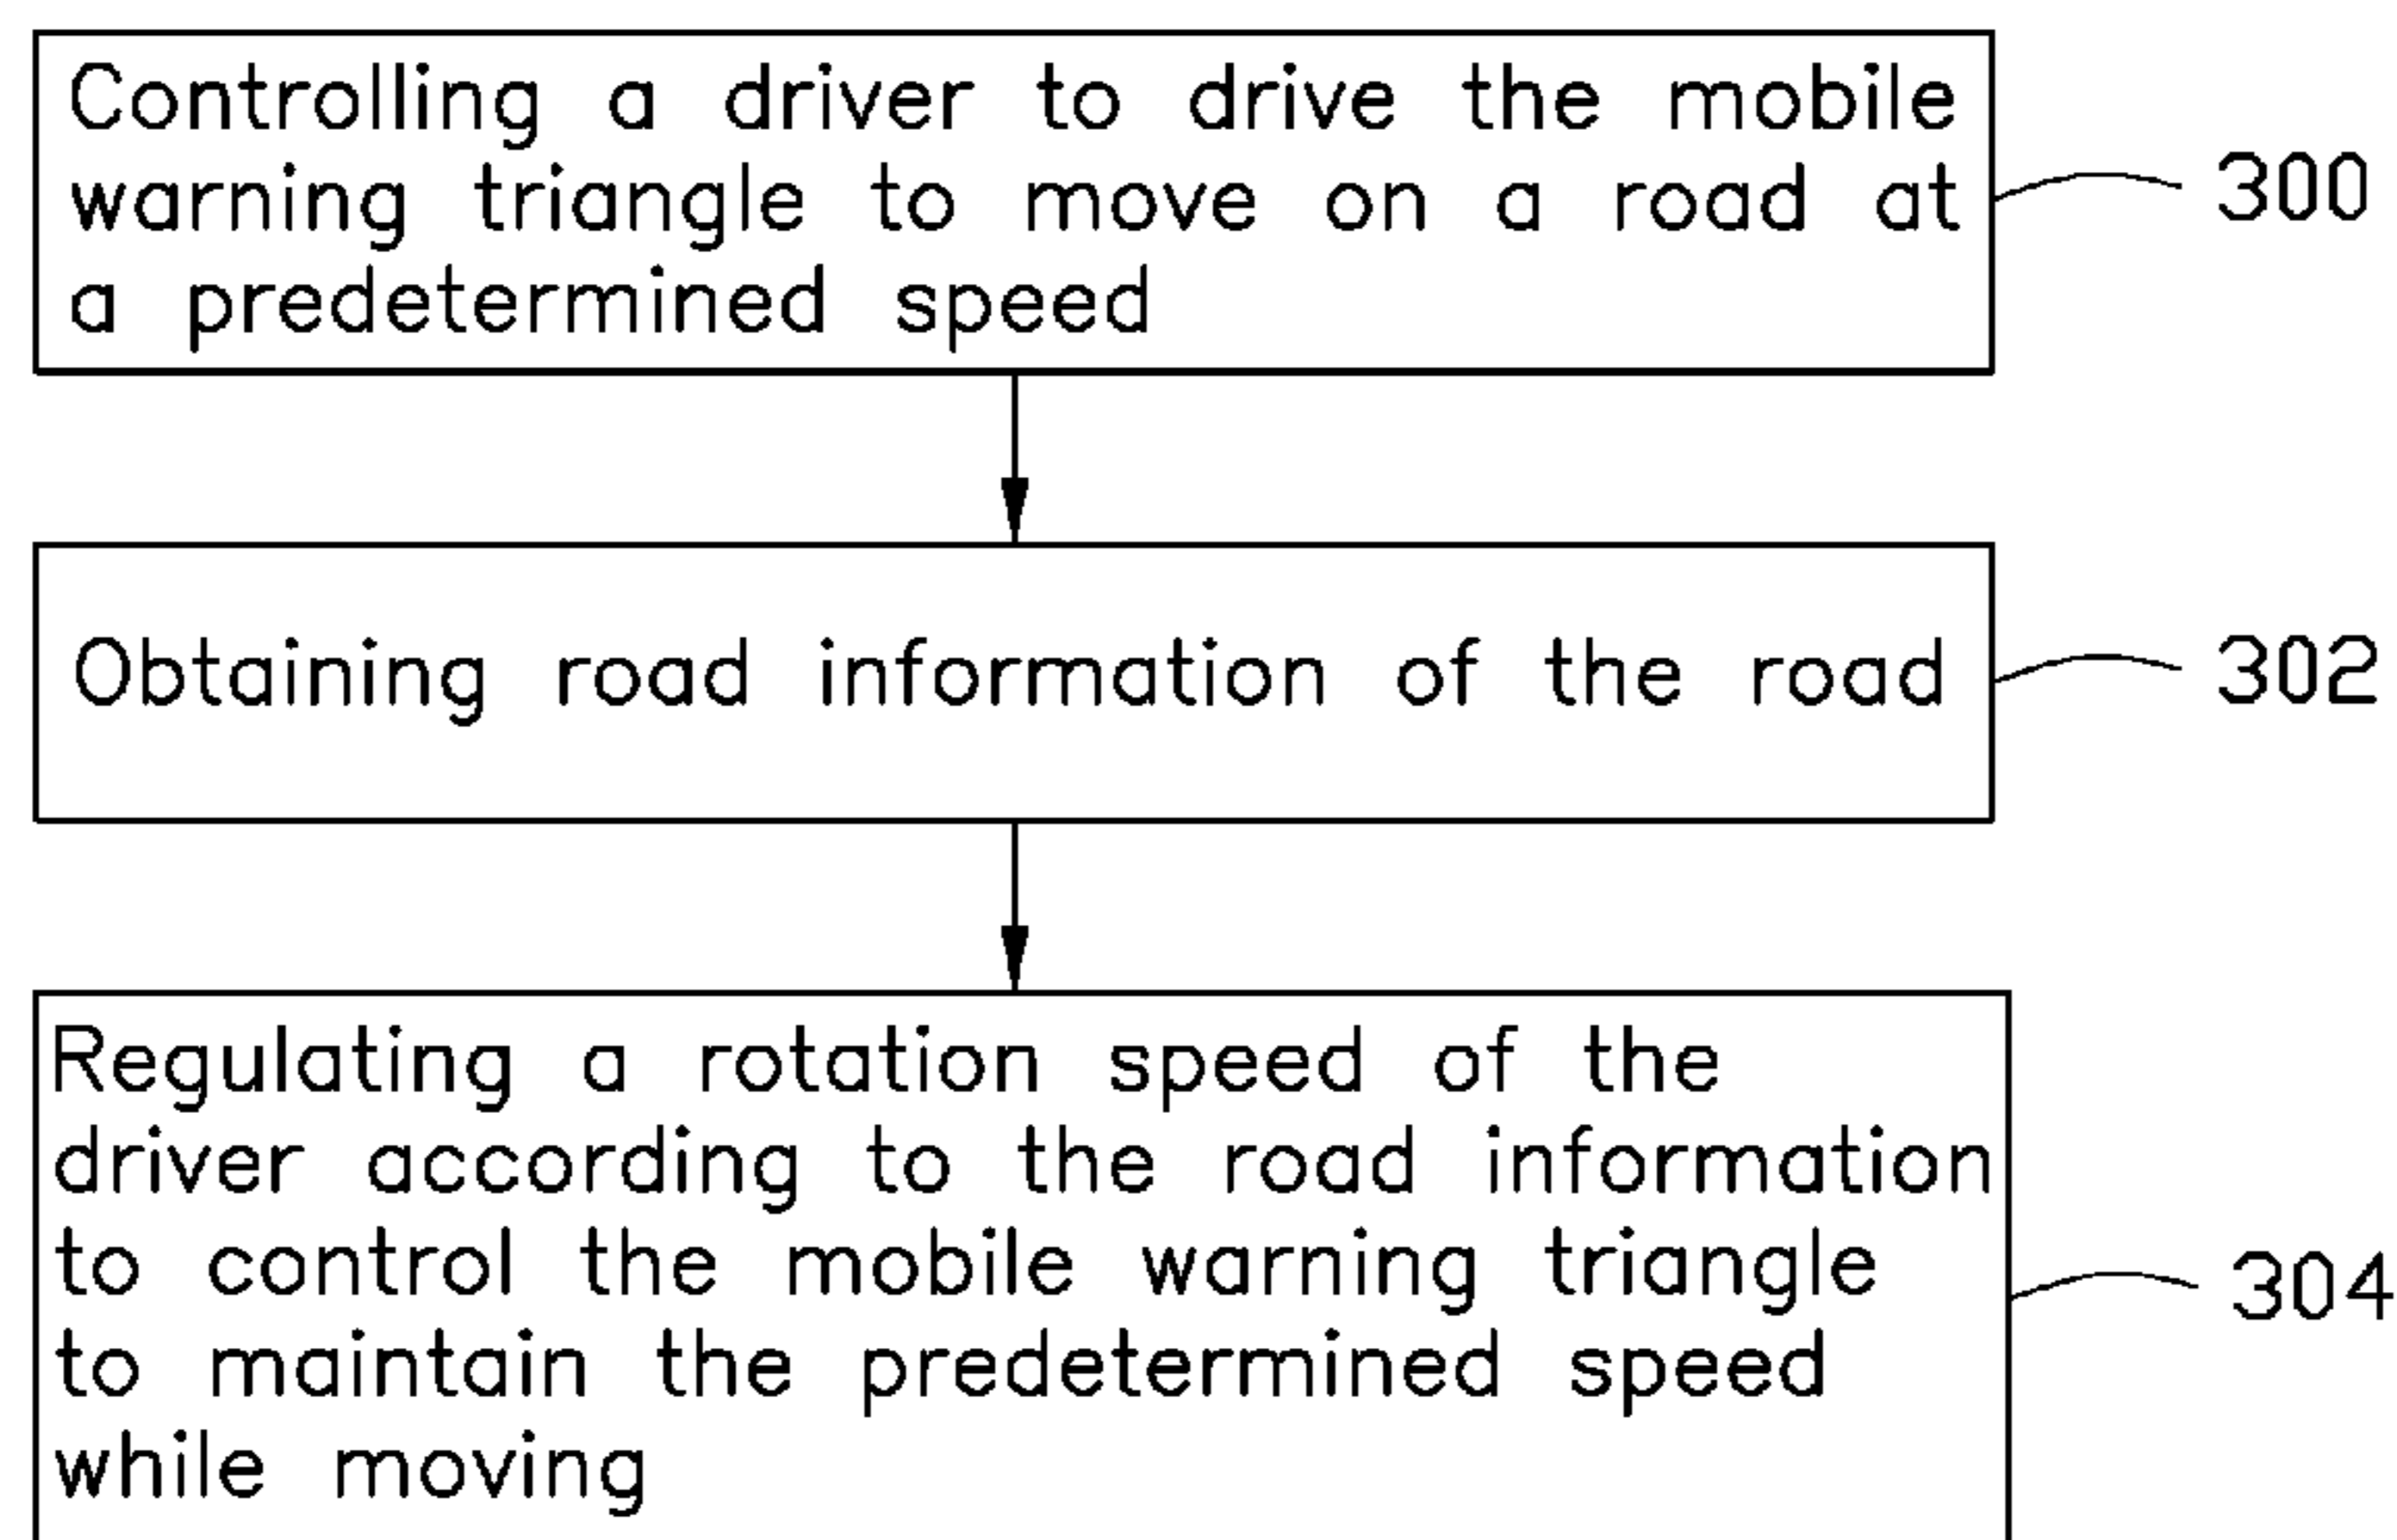 Controlling a driver to drive the mobile
warning triangle to move on a road at
a predetermined speed
300
Obtaining road information of the road
302
Regulating a rotation speed of the
driver according to the road information
to control the mobile warning triangle
to maintain the predetermined speed
while moving
304